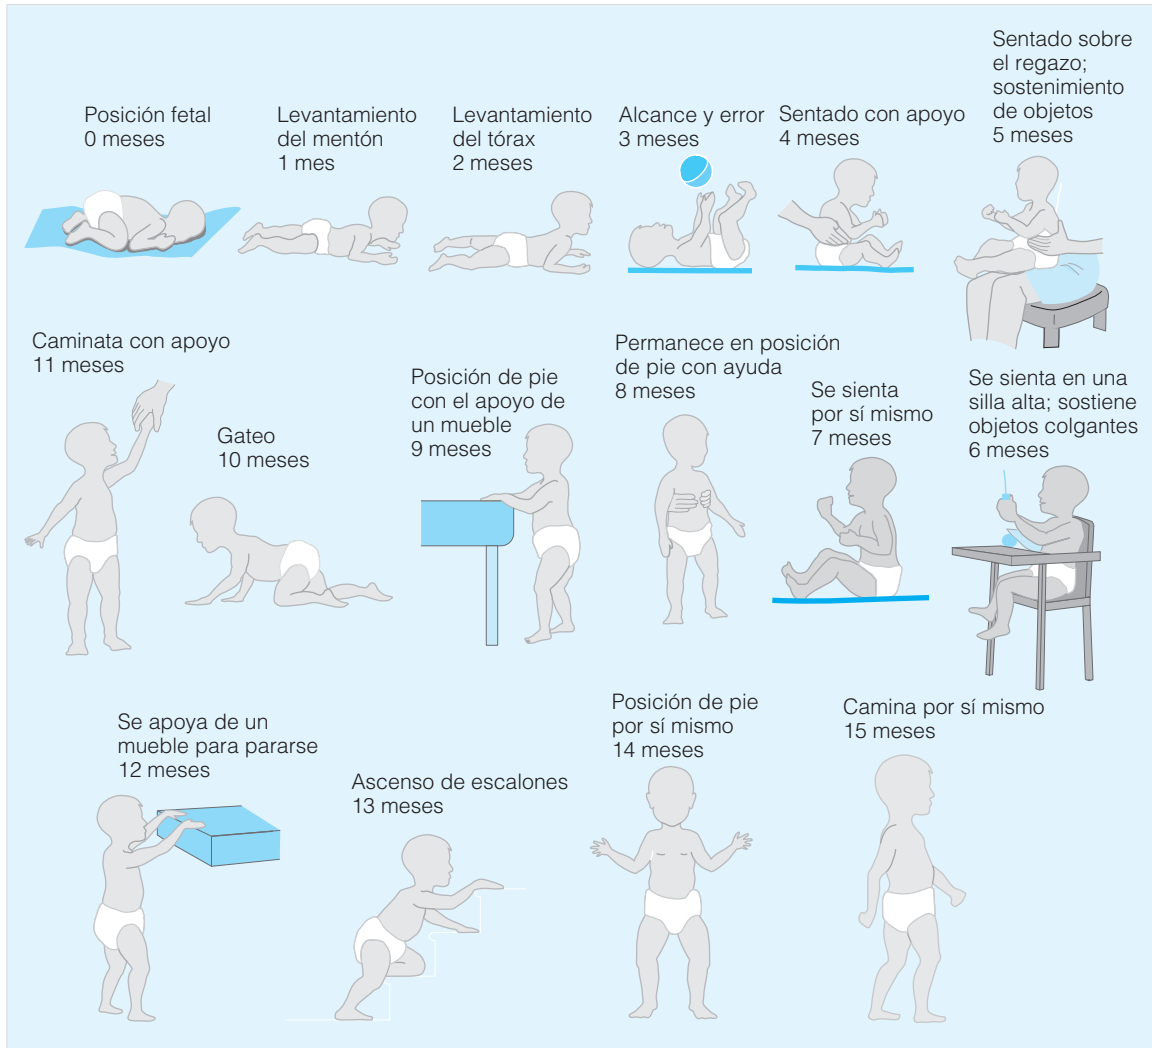 Posición fetal
0 meses
Levantamiento
del mentón
1 mes
Levantamiento
del tórax
2 meses
Alcance y error
3 meses
Sentado con apoyo
4 meses
Sentado sobre
el regazo;
sostenimiento
de objetos
5 meses
Caminata con apoyo
11 meses
Gateo
10 meses
Posición de pie
con el apoyo de
un mueble
9 meses
Permanece en posición
de pie con ayuda
8 meses
Se sienta
por sí mismo
7 meses
Se sienta en una
silla alta; sostiene
objetos colgantes
6 meses
Se apoya de un
mueble para pararse
12 meses
Ascenso de escalones
13 meses
Posición de pie
por sí mismo
14 meses
Camina por sí mismo
15 meses